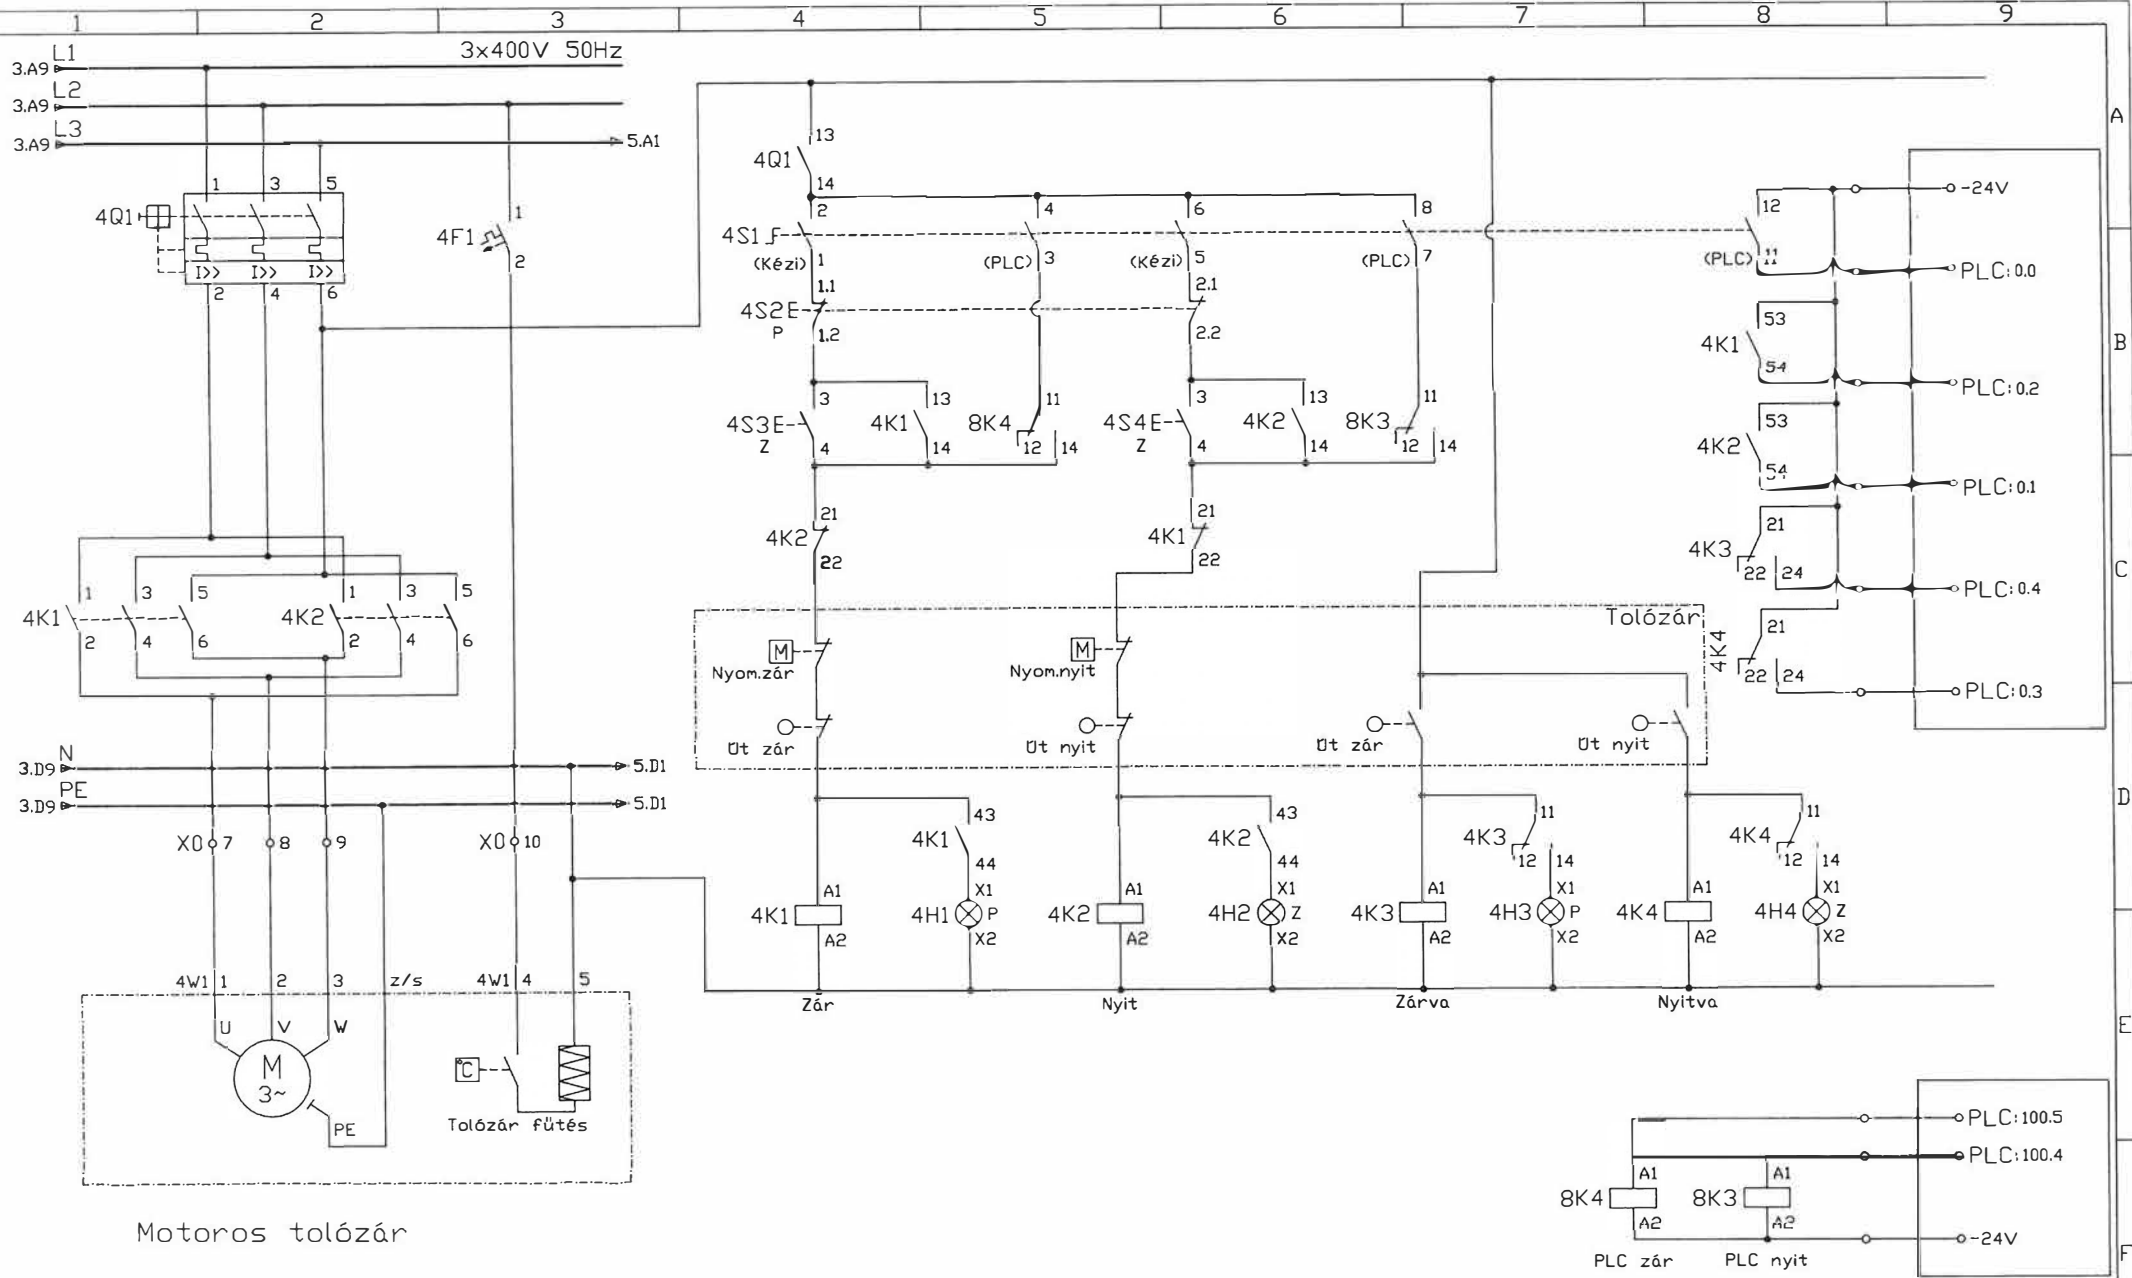 1 2 3 4 5 6 7 8 9
A
B
C
D
E
F
3x400V 50Hz
3.A9 L1
3.A9 L2
3.A9 L3 5.A1
4Q1
1 3 5
I>> I>> I>>
2 4 6
4F1
1
2
4K1
1 3 5
2 4 6
4K2
1 3 5
2 4 6
3.D9 N 5.D1
3.D9 PE 5.D1
X0 7 8 9
X0 10
4W1 1 2 3 z/s
4W1 4 5
U V W
M
3~
PE
°C
Tolózár fűtés
Motoros tolózár
13
4Q1
14
2 4 6 8
4S1
(Kézi) 1
(PLC) 3
(Kézi) 5
(PLC) 7
1.1
4S2E
P
1.2
2.1
2.2
3
4S3E
Z
4
13
4K1
14
11
8K4
12 14
3
4S4E
Z
4
13
4K2
14
11
8K3
12 14
21
4K2
22
21
4K1
22
Tolózár
M
Nyom.zár
M
Nyom.nyit
Út zár
Út nyit
Út zár
Út nyit
43
4K1
44
43
4K2
44
11
4K3
12 14
11
4K4
12 14
A1
4K1
A2
X1
4H1 P
X2
A1
4K2
A2
X1
4H2 Z
X2
A1
4K3
A2
X1
4H3 P
X2
A1
4K4
A2
X1
4H4 Z
X2
Zár
Nyit
Zárva
Nyitva
12
(PLC) 11
-24V
PLC:0.0
53
4K1
54
PLC:0.2
53
4K2
54
PLC:0.1
21
4K3
22 24
PLC:0.4
21
4K4
22 24
PLC:0.3
PLC:100.5
PLC:100.4
A1
8K4
A2
A1
8K3
A2
-24V
PLC zár
PLC nyit